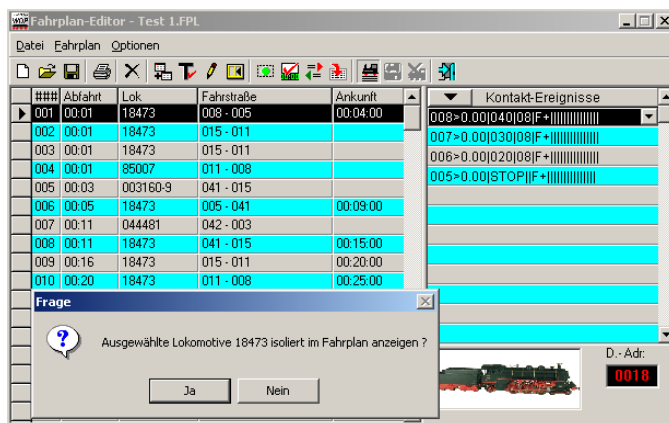 Fahrplan-Editor - Test 1.FPL
Datei Fahrplan Optionen
### Abfahrt Lok Fahrstraße Ankunft
001 00:01 18473 008 - 005 00:04:00
002 00:01 18473 015 - 011
003 00:01 18473 015 - 011
004 00:01 85007 011 - 008
005 00:03 003160-9 041 - 015
006 00:05 18473 005 - 041 00:09:00
007 00:11 044481 042 - 003
008 00:11 18473 041 - 015 00:15:00
009 00:16 18473 015 - 011 00:20:00
010 00:20 18473 011 - 008 00:25:00
Kontakt-Ereignisse
008>0.00|040|08|F+||||||||||||||
007>0.00|030|08|F+||||||||||||||
006>0.00|020|08|F+||||||||||||||
005>0.00|STOP||F+||||||||||||||
Frage
Ausgewählte Lokomotive 18473 isoliert im Fahrplan anzeigen ?
Ja Nein
D.- Adr:
0018